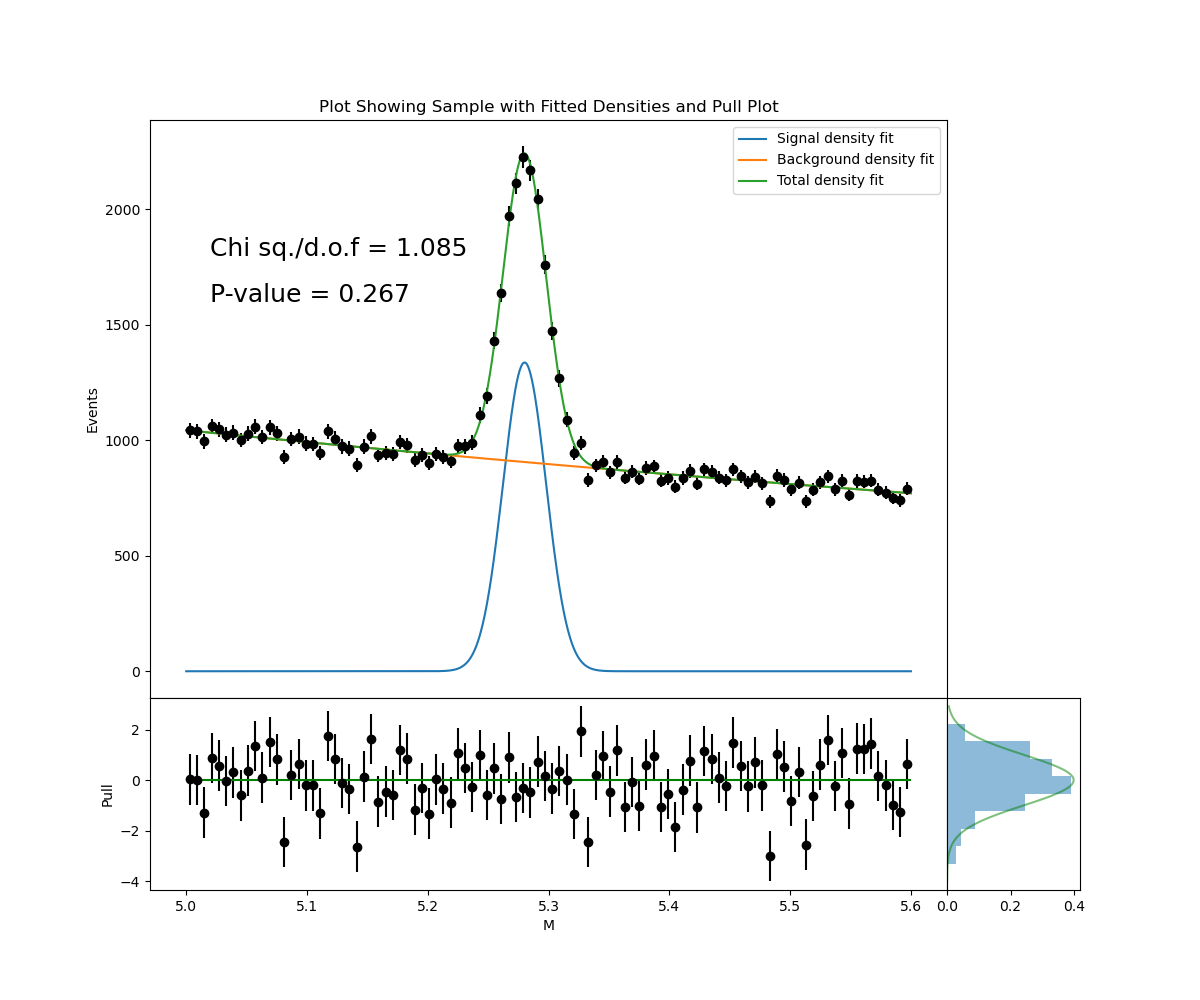 Plot Showing Sample with Fitted Densities and Pull Plot
Signal density fit
Background density fit
Total density fit
Chi sq./d.o.f = 1.085
P-value = 0.267
Events
2000
1500
1000
500
0
Pull
2
0
−2
−4
5.0 5.1 5.2 5.3 5.4 5.5 5.6
0.0 0.2 0.4
M